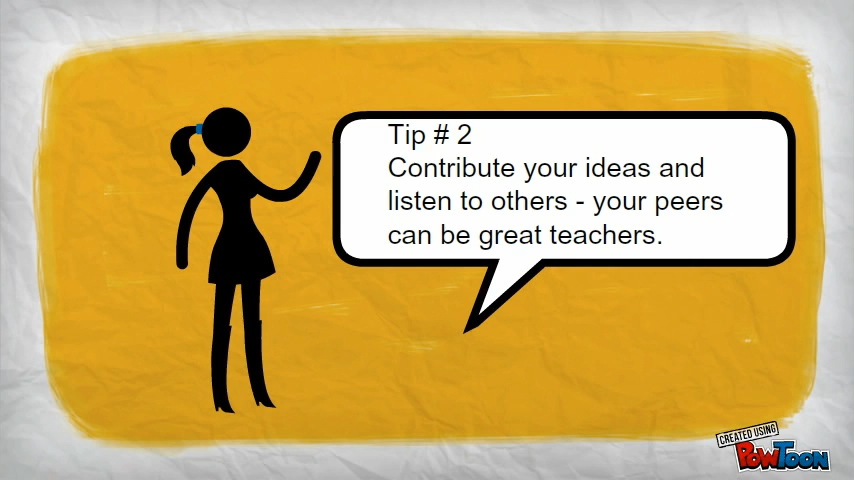 Tip # 2
Contribute your ideas and
listen to others - your peers
can be great teachers.
CREATED USING
POWTOON